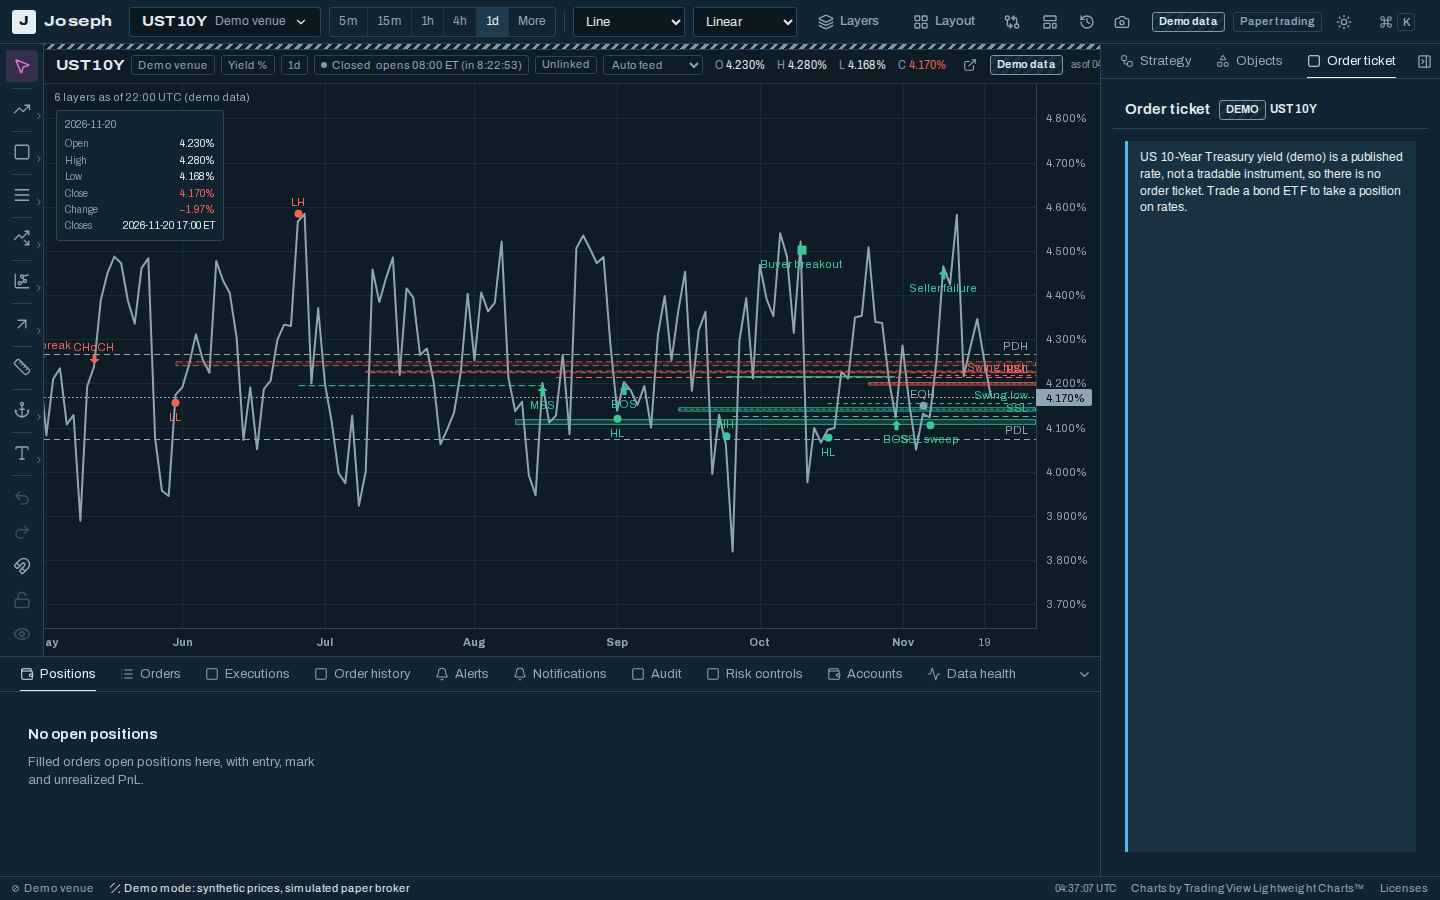 J Joseph
UST10Y Demo venue
5m 15m 1h 4h 1d More
Line
Linear
Layers
Layout
Demo data
Paper trading
⌘ K
UST10Y Demo venue Yield % 1d Closed opens 08:00 ET (in 8:22:53) Unlinked Auto feed O 4.230% H 4.280% L 4.168% C 4.170% Demo data as of 04
Strategy Objects Order ticket
6 layers as of 22:00 UTC (demo data)
2026-11-20
Open 4.230%
High 4.280%
Low 4.168%
Close 4.170%
Change −1.97%
Closes 2026-11-20 17:00 ET
Order ticket DEMO UST10Y
US 10-Year Treasury yield (demo) is a published
rate, not a tradable instrument, so there is no
order ticket. Trade a bond ETF to take a position
on rates.
4.800%
4.700%
4.600%
4.500%
4.400%
4.300%
4.200%
4.170%
4.100%
4.000%
3.900%
3.800%
3.700%
LH
Buyer breakout
Seller failure
break CHoCH
PDH
Swing high
EQH
Swing low
SSL
MSS
BOS
LL
HL
HH
PDL
BOS
SSL sweep
HL
ay Jun Jul Aug Sep Oct Nov 19
Positions Orders Executions Order history Alerts Notifications Audit Risk controls Accounts Data health
No open positions
Filled orders open positions here, with entry, mark
and unrealized PnL.
Demo venue Demo mode: synthetic prices, simulated paper broker
04:37:07 UTC Charts by TradingView Lightweight Charts™ Licenses